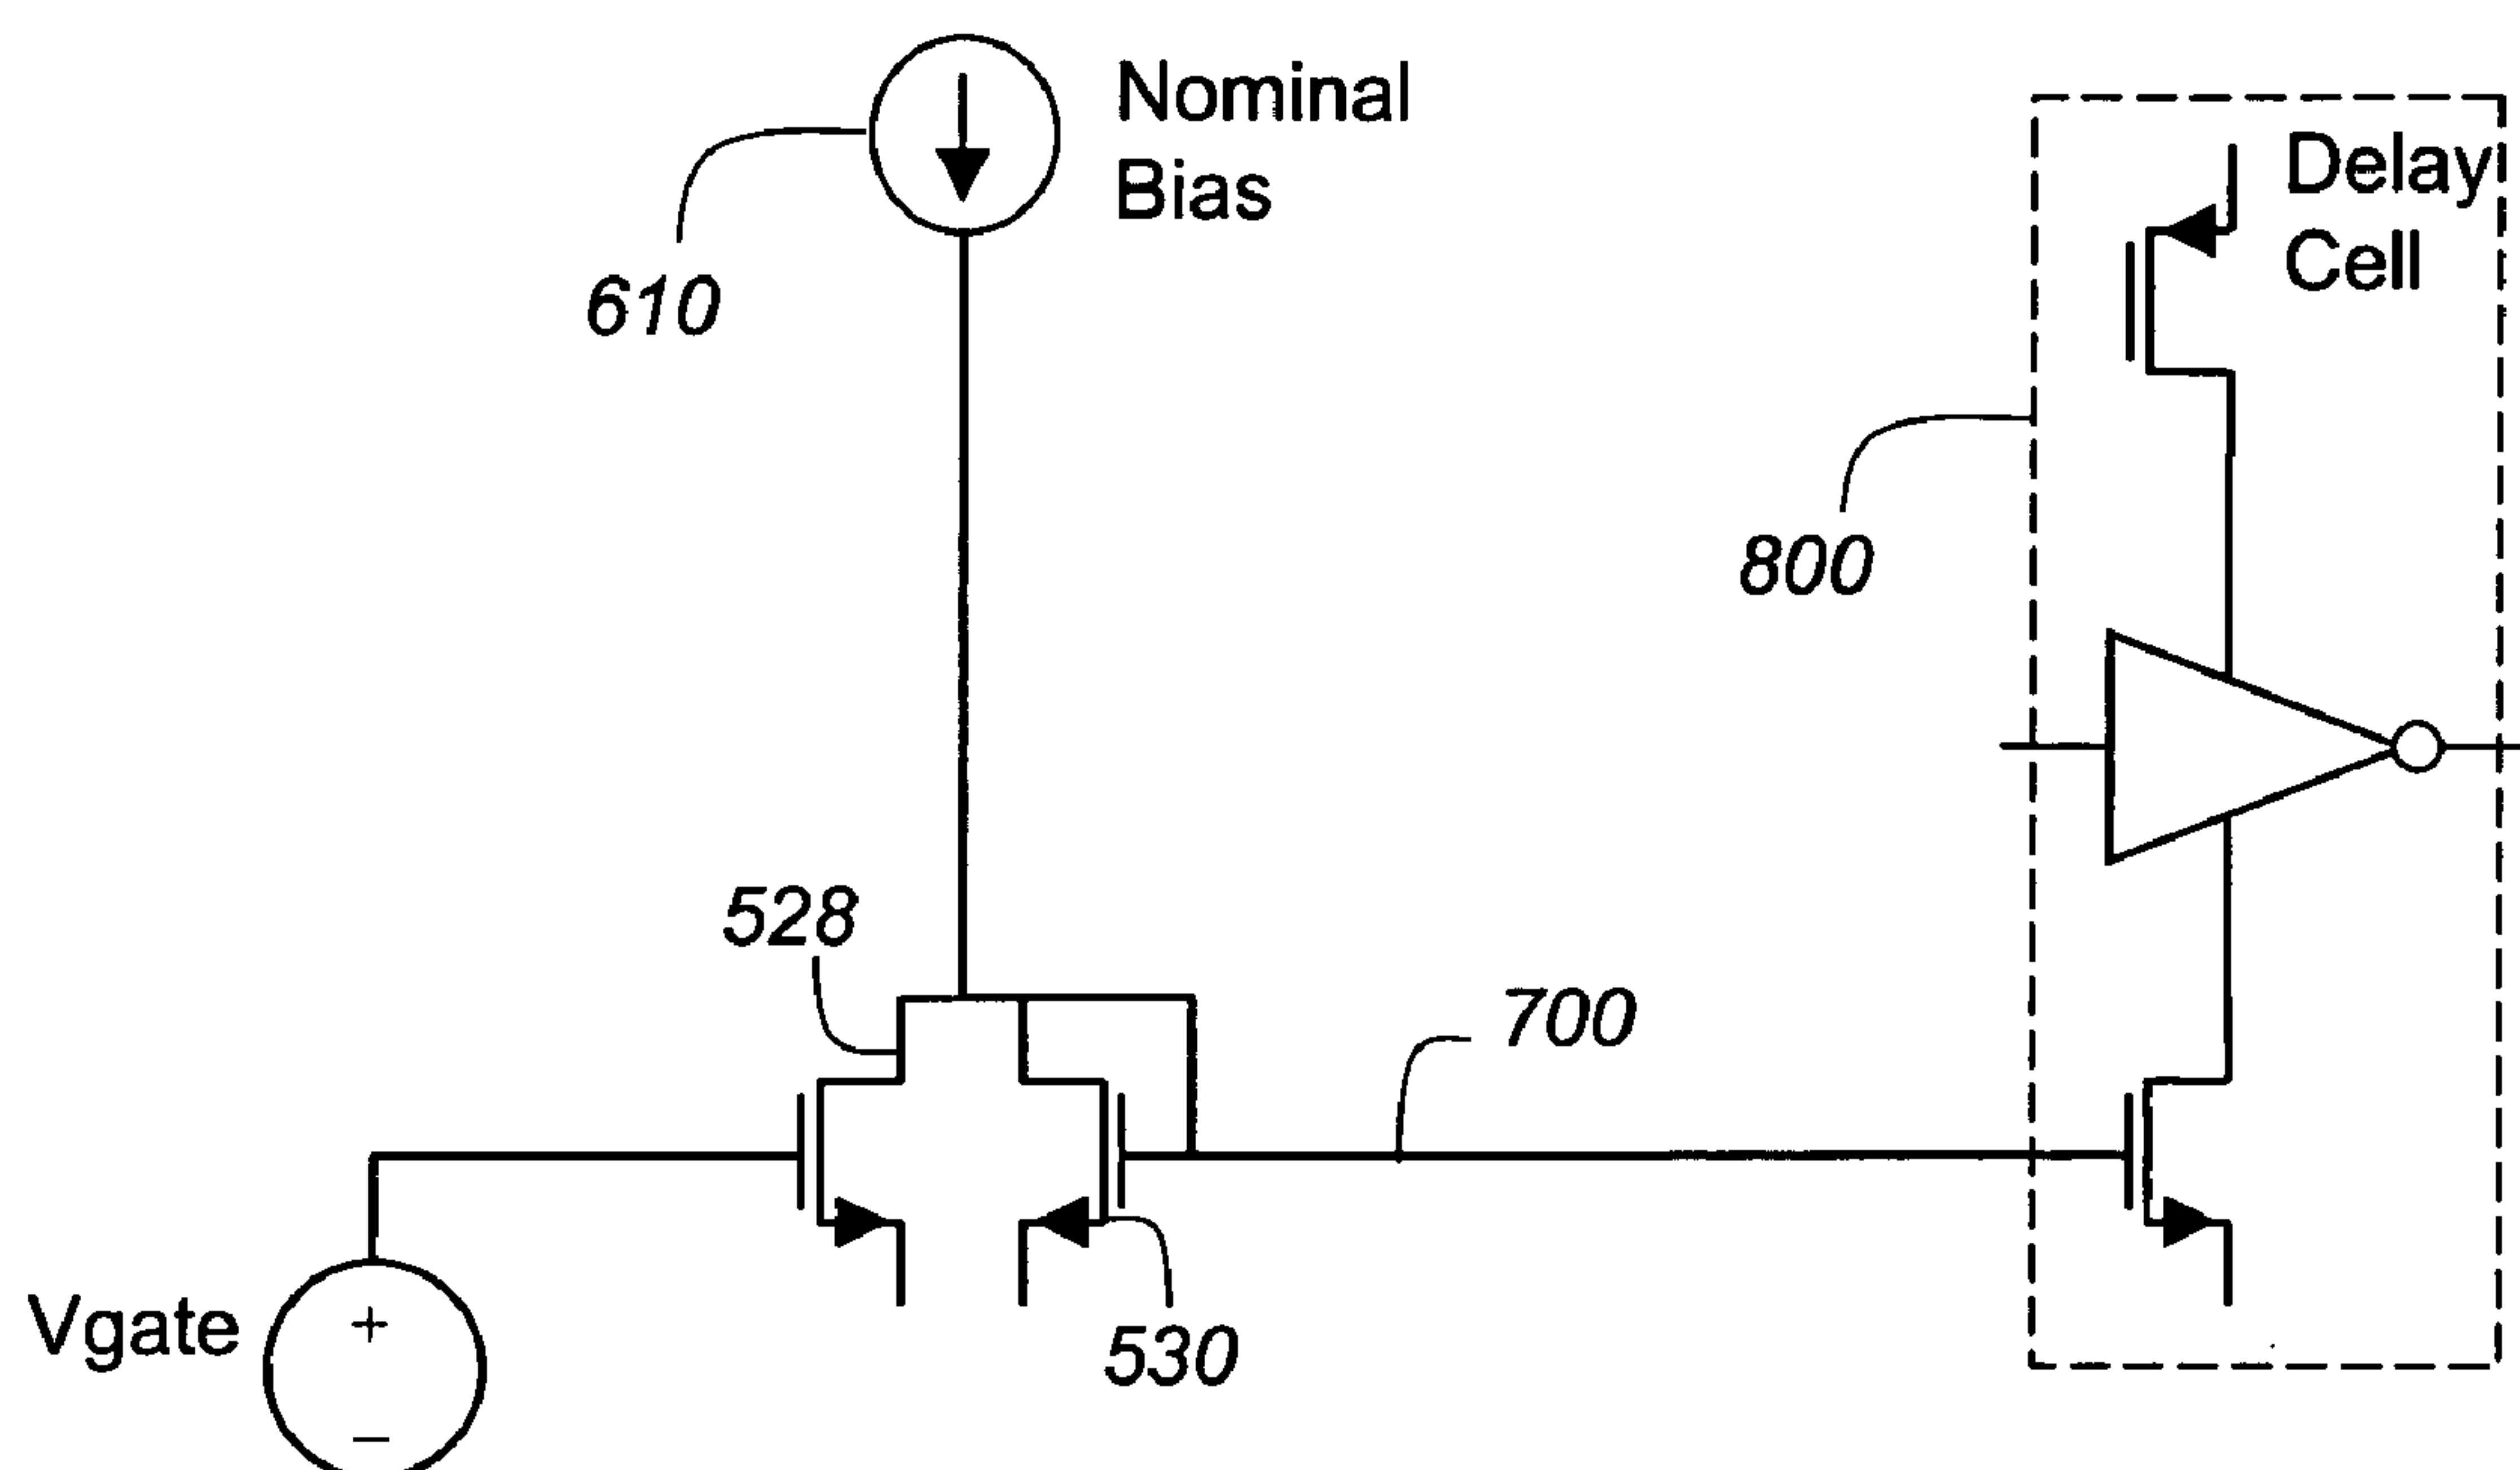 Nominal
Bias
610
Delay
Cell
800
528
700
Vgate
+
−
530